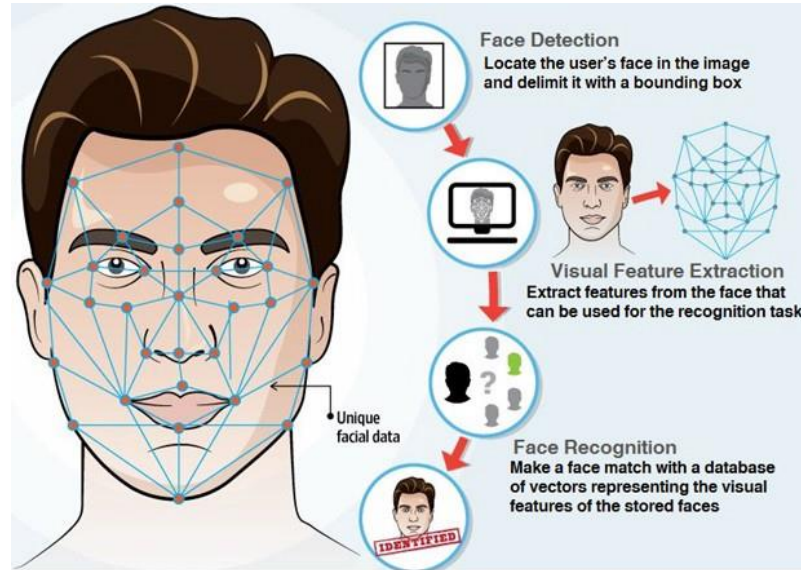 Face Detection
Locate the user's face in the image
and delimit it with a bounding box
Visual Feature Extraction
Extract features from the face that
can be used for the recognition task
?
Unique
facial data
Face Recognition
Make a face match with a database
of vectors representing the visual
features of the stored faces
IDENTIFIED